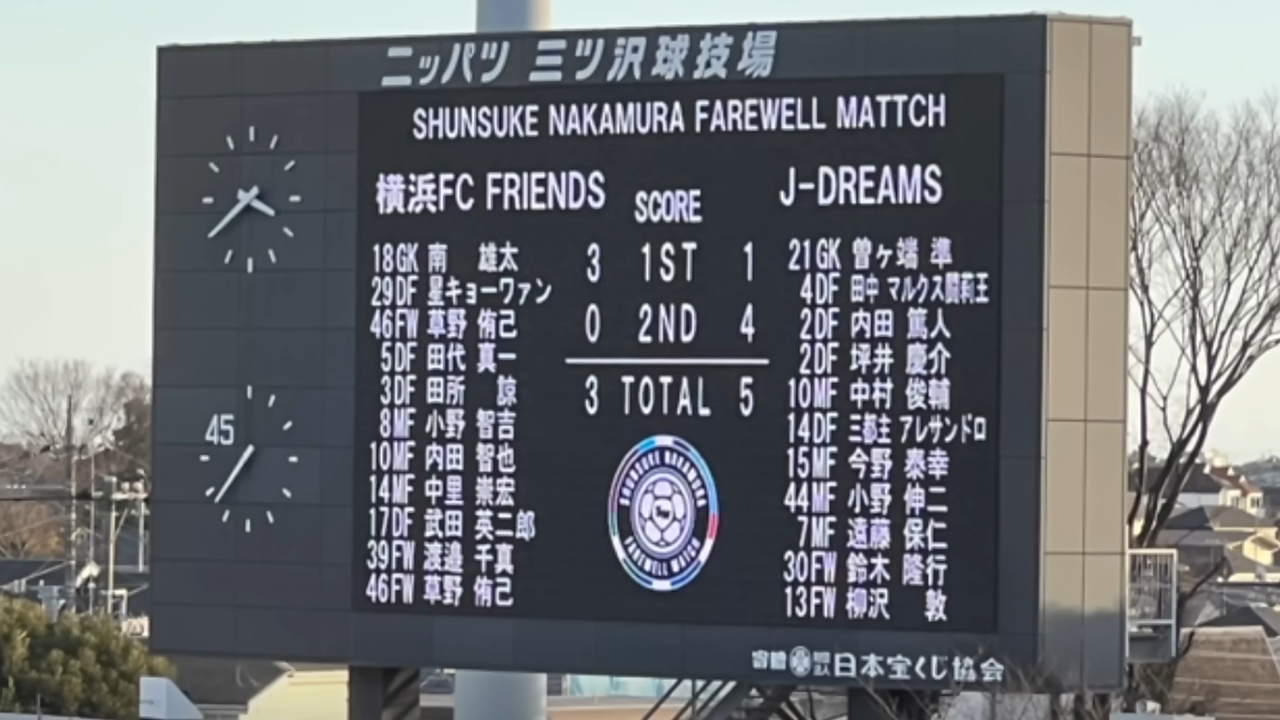 ニッパツ 三ツ沢球技場
SHUNSUKE NAKAMURA FAREWELL MATTCH
横浜FC FRIENDS SCORE J-DREAMS
18GK 南 雄太 3 1ST 1 21GK 曽ヶ端 準
29DF 星キョーワァン 4DF 田中 マルクス闘莉王
46FW 草野 侑己 0 2ND 4 2DF 内田 篤人
5DF 田代 真一 2DF 坪井 慶介
3DF 田所 諒 3 TOTAL 5 10MF 中村 俊輔
8MF 小野 智吉 14DF 三都主 アレサンドロ
10MF 内田 智也 15MF 今野 泰幸
14MF 中里 崇宏 44MF 小野 伸二
17DF 武田 英二郎 7MF 遠藤 保仁
39FW 渡邉 千真 30FW 鈴木 隆行
46FW 草野 侑己 13FW 柳沢 敦
45
SHUNSUKE NAKAMURA
FAREWELL MATCH
寄贈 日本宝くじ協会